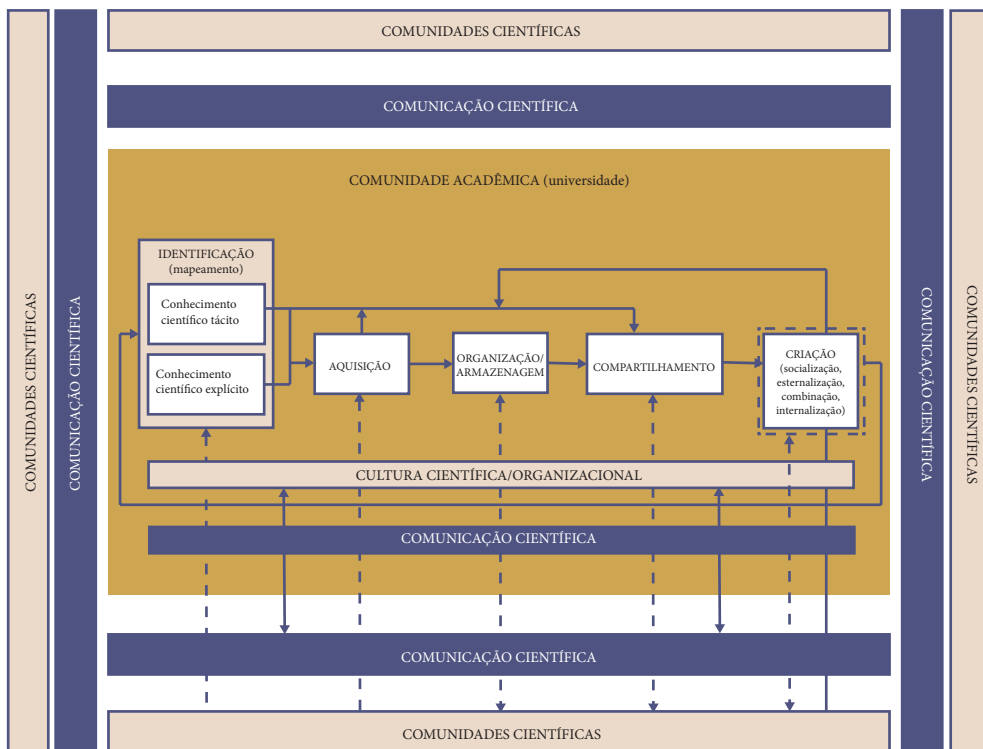 COMUNIDADES CIENTÍFICAS
COMUNICAÇÃO CIENTÍFICA
COMUNIDADES CIENTÍFICAS
COMUNICAÇÃO CIENTÍFICA
COMUNIDADE ACADÊMICA (universidade)
IDENTIFICAÇÃO
(mapeamento)
Conhecimento
científico tácito
Conhecimento
científico explícito
AQUISIÇÃO
ORGANIZAÇÃO/
ARMAZENAGEM
COMPARTILHAMENTO
CRIAÇÃO
(socialização,
esternalização,
combinação,
internalização)
CULTURA CIENTÍFICA/ORGANIZACIONAL
COMUNICAÇÃO CIENTÍFICA
COMUNICAÇÃO CIENTÍFICA
COMUNIDADES CIENTÍFICAS
COMUNICAÇÃO CIENTÍFICA
COMUNIDADES CIENTÍFICAS